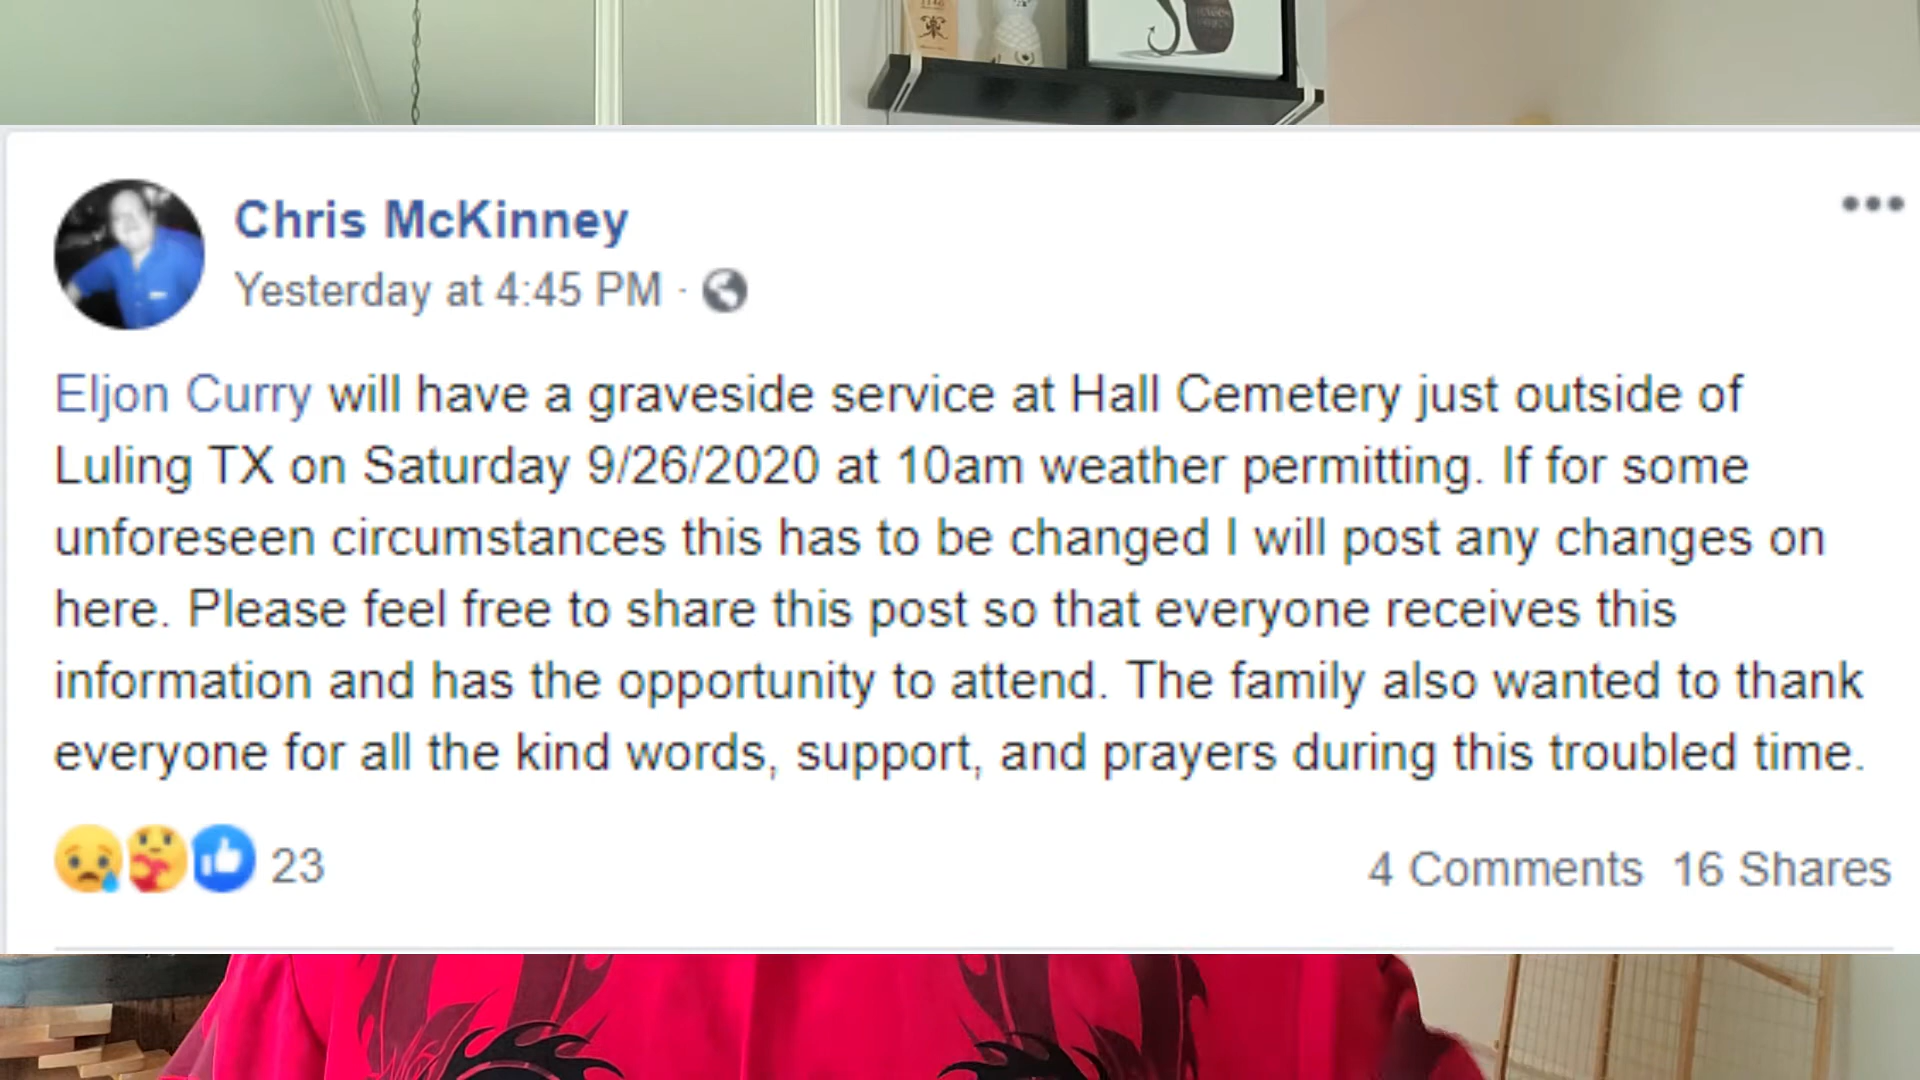 Chris McKinney
Yesterday at 4:45 PM ·
Eljon Curry will have a graveside service at Hall Cemetery just outside of
Luling TX on Saturday 9/26/2020 at 10am weather permitting. If for some
unforeseen circumstances this has to be changed I will post any changes on
here. Please feel free to share this post so that everyone receives this
information and has the opportunity to attend. The family also wanted to thank
everyone for all the kind words, support, and prayers during this troubled time.
23
4 Comments 16 Shares